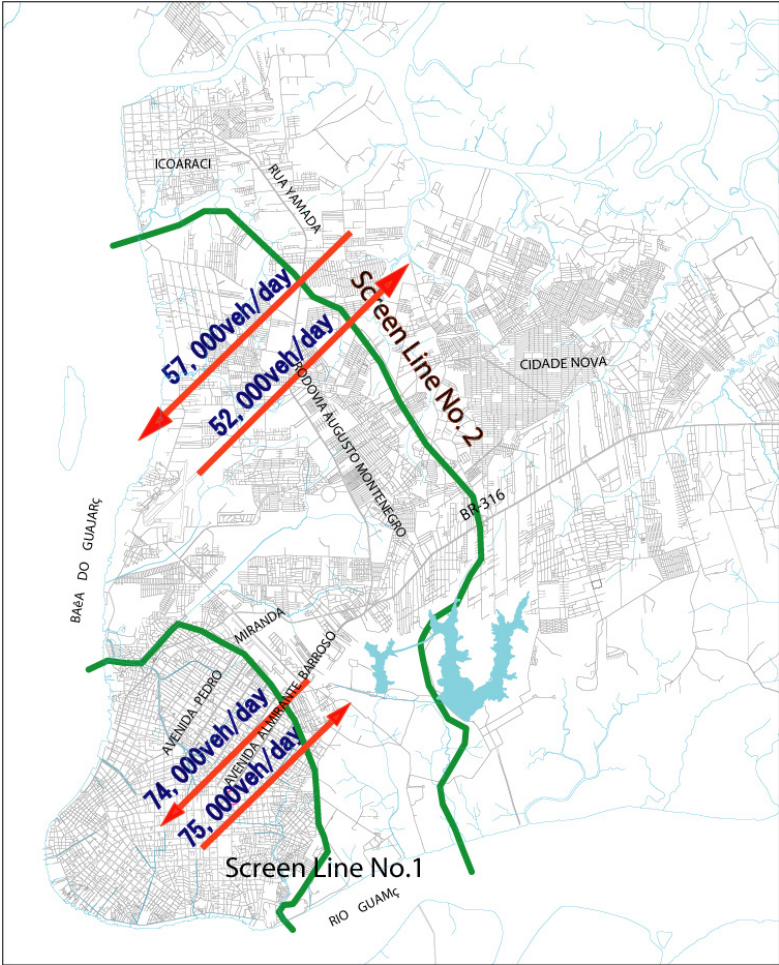 ICOARACI
RUA YAMADA
57, 000veh/day
52, 000veh/day
Screen Line No. 2
CIDADE NOVA
RODOVIA AUGUSTO MONTENEGRO
BR-316
BAèA DO GUAJARç
MIRANDA
AVENIDA PEDRO
AVENIDA ALMIRANTE BARROSO
74, 000veh/day
75, 000veh/day
Screen Line No.1
RIO GUAMç